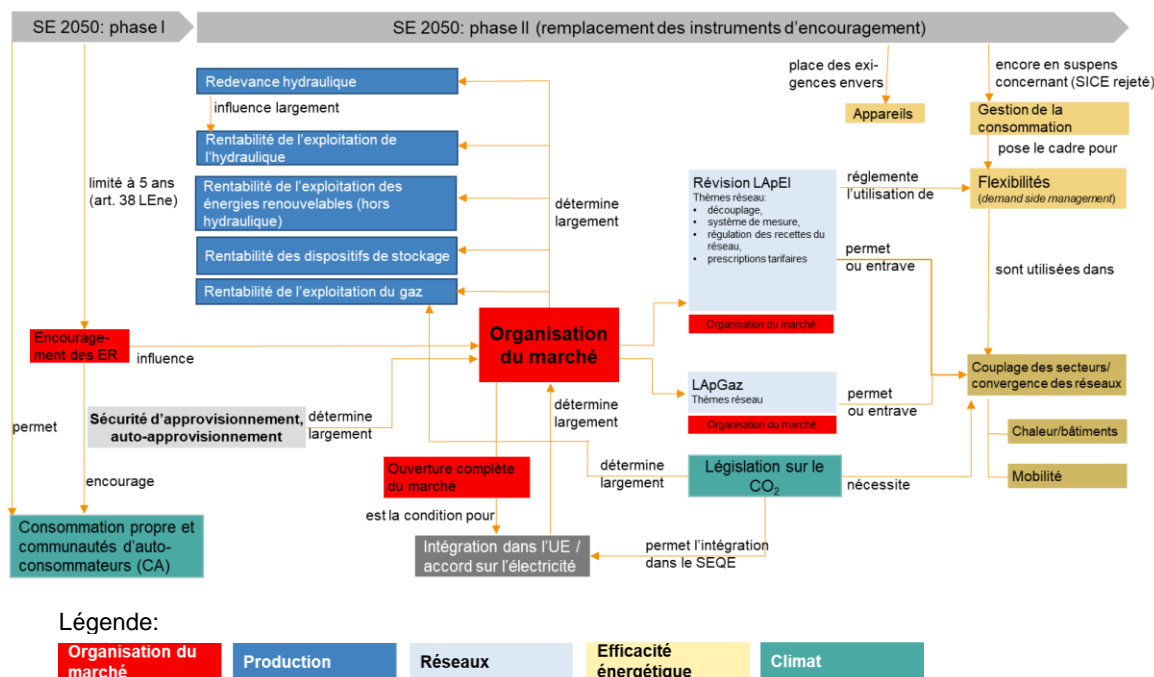 SE 2050: phase I
SE 2050: phase II (remplacement des instruments d'encouragement)
Redevance hydraulique
influence largement
Rentabilité de l'exploitation de
l'hydraulique
Rentabilité de l'exploitation des
énergies renouvelables (hors
hydraulique)
Rentabilité des dispositifs de stockage
Rentabilité de l'exploitation du gaz
détermine
largement
place des exi-
gences envers
Appareils
encore en suspens
concernant (SICE rejeté)
Gestion de la
consommation
pose le cadre pour
Flexibilités
(demand side management)
réglemente
l'utilisation de
Révision LApEl
Thèmes réseau:
• découplage,
• système de mesure,
• régulation des recettes du
réseau,
• prescriptions tarifaires
Organisation du marché
permet
ou entrave
sont utilisées dans
limité à 5 ans
(art. 38 LEne)
Encourage-
ment des ER
influence
Organisation
du marché
LApGaz
Thèmes réseau
Organisation du marché
permet
ou entrave
Couplage des secteurs/
convergence des réseaux
Chaleur/bâtiments
Mobilité
permet
Sécurité d'approvisionnement,
auto-approvisionnement
détermine
largement
détermine
largement
encourage
Ouverture complète
du marché
est la condition pour
détermine
largement
Législation sur le
CO2
nécessite
Consommation propre et
communautés d'auto-
consommateurs (CA)
Intégration dans l'UE /
accord sur l'électricité
permet l'intégration
dans le SEQE
Légende:
Organisation du
marché
Production
Réseaux
Efficacité
énergétique
Climat